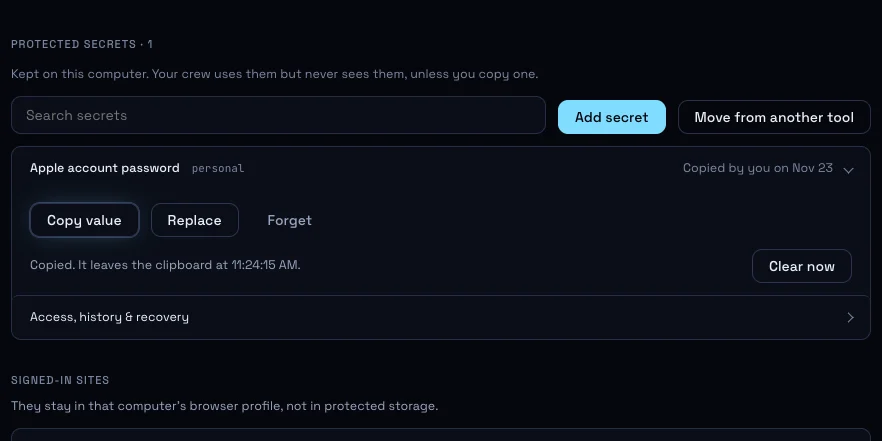 PROTECTED SECRETS · 1
Kept on this computer. Your crew uses them but never sees them, unless you copy one.
Search secrets
Add secret
Move from another tool
Apple account password personal
Copied by you on Nov 23
Copy value
Replace
Forget
Copied. It leaves the clipboard at 11:24:15 AM.
Clear now
Access, history & recovery
SIGNED-IN SITES
They stay in that computer's browser profile, not in protected storage.